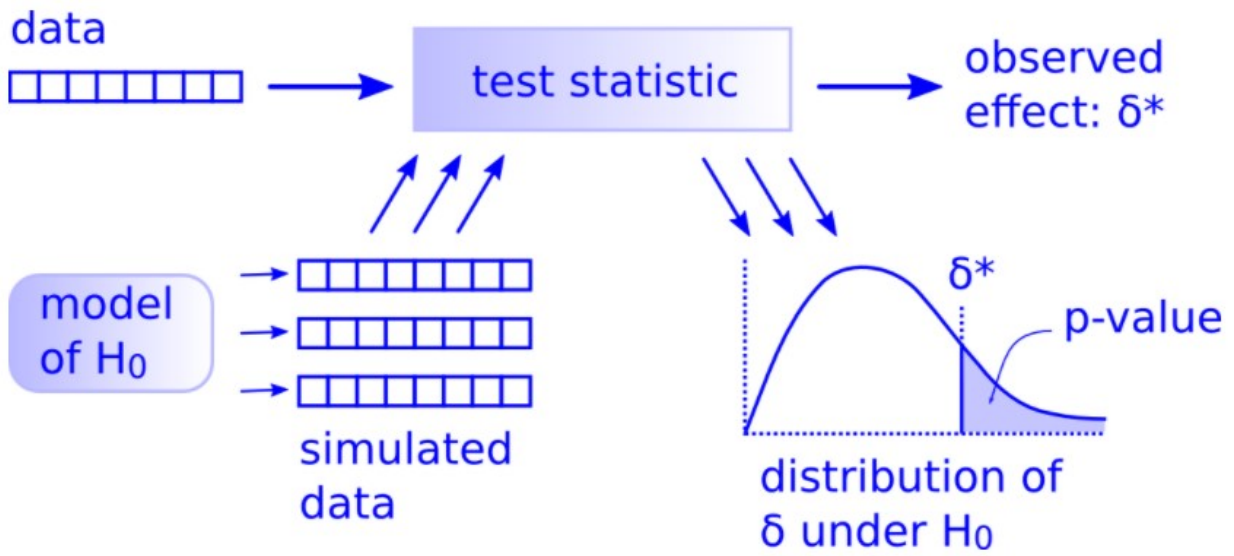 data
test statistic
observed
effect: δ*
model
of H₀
simulated
data
δ*
p-value
distribution of
δ under H₀